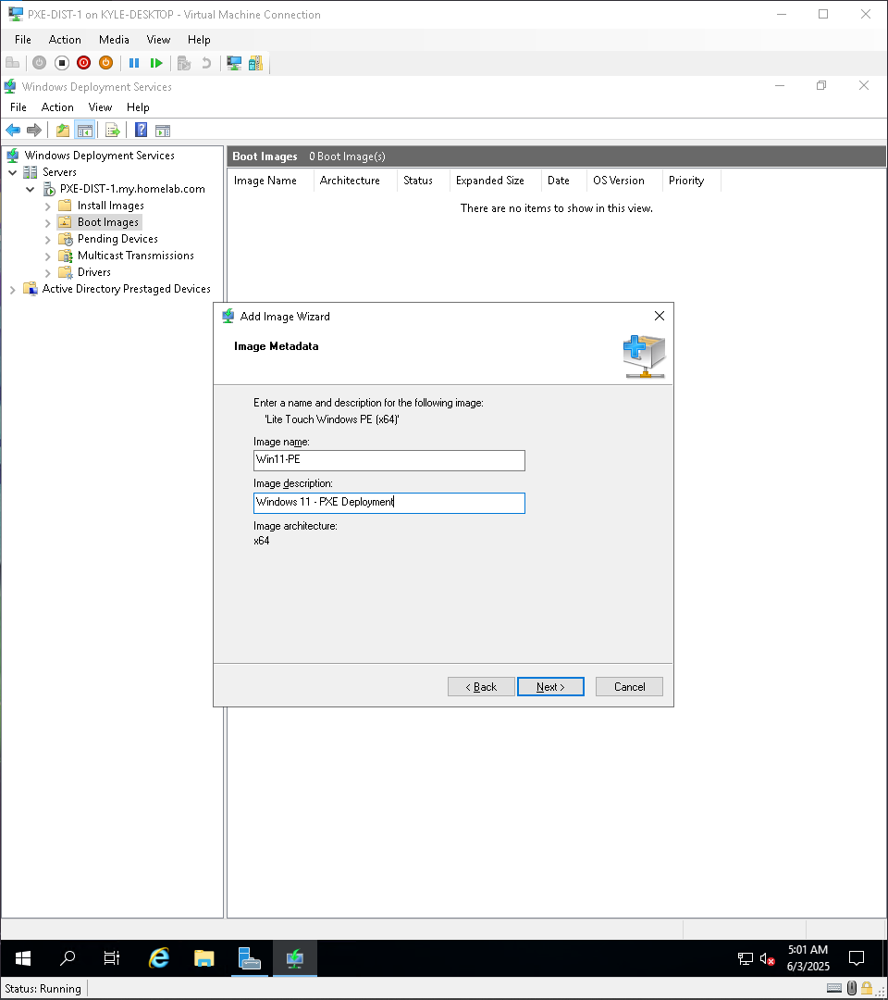 PXE-DIST-1 on KYLE-DESKTOP - Virtual Machine Connection
File Action Media View Help
Windows Deployment Services
File Action View Help
Windows Deployment Services
Servers
PXE-DIST-1.my.homelab.com
Install Images
Boot Images
Pending Devices
Multicast Transmissions
Drivers
Active Directory Prestaged Devices
Boot Images 0 Boot Image(s)
Image Name Architecture Status Expanded Size Date OS Version Priority
There are no items to show in this view.
Add Image Wizard
Image Metadata
Enter a name and description for the following image:
'Lite Touch Windows PE (x64)'
Image name:
Win11-PE
Image description:
Windows 11 - PXE Deployment
Image architecture:
x64
< Back Next > Cancel
5:01 AM
6/3/2025
Status: Running